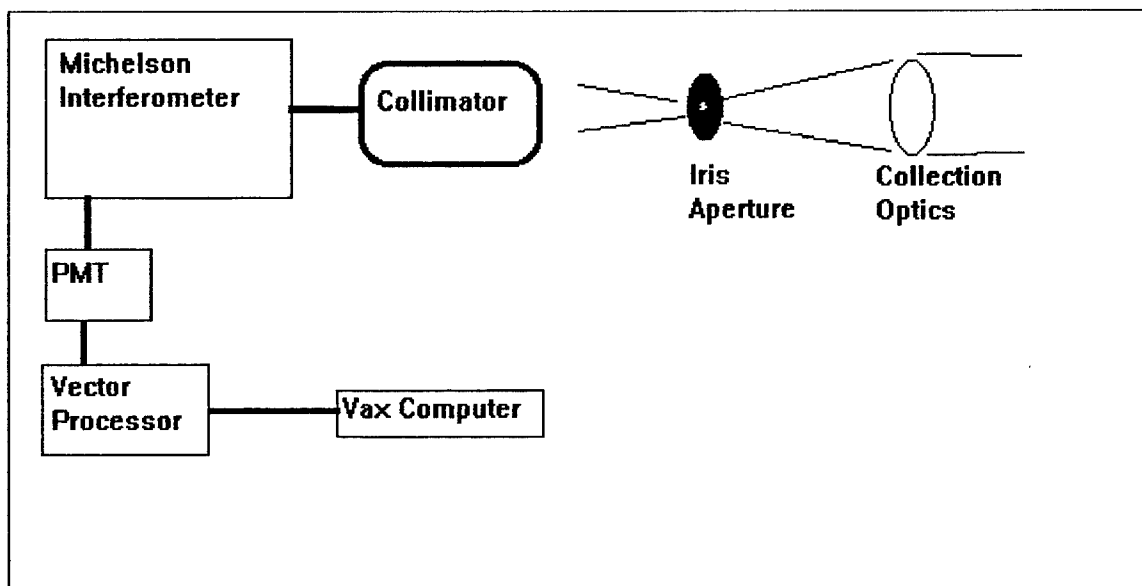 Michelson
Interferometer
Collimator
Iris
Aperture
Collection
Optics
PMT
Vector
Processor
Vax Computer